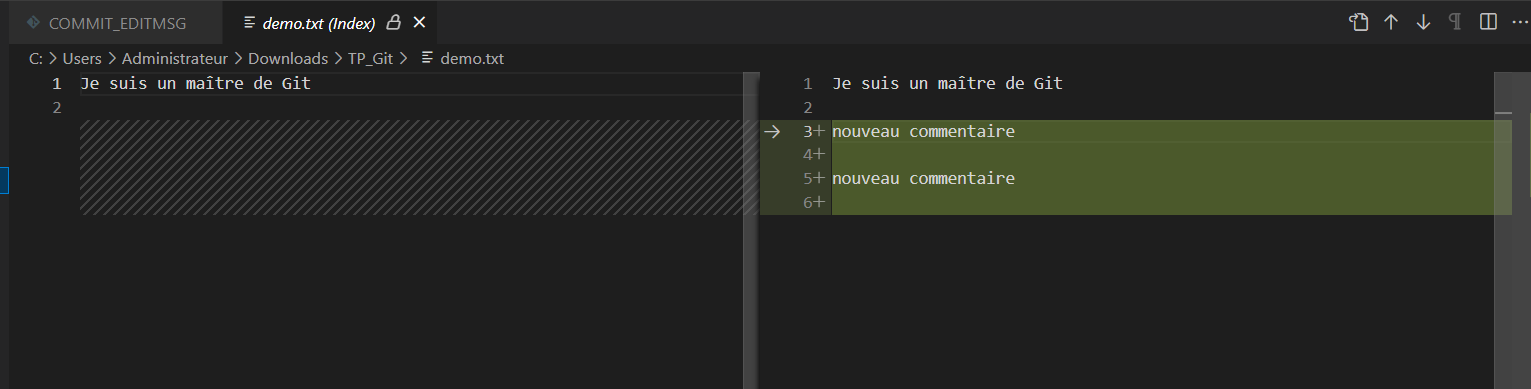 COMMIT_EDITMSG demo.txt (Index)
C: Users Administrateur Downloads TP_Git demo.txt
1 Je suis un maître de Git
2
1 Je suis un maître de Git
2
3+ nouveau commentaire
4+
5+ nouveau commentaire
6+